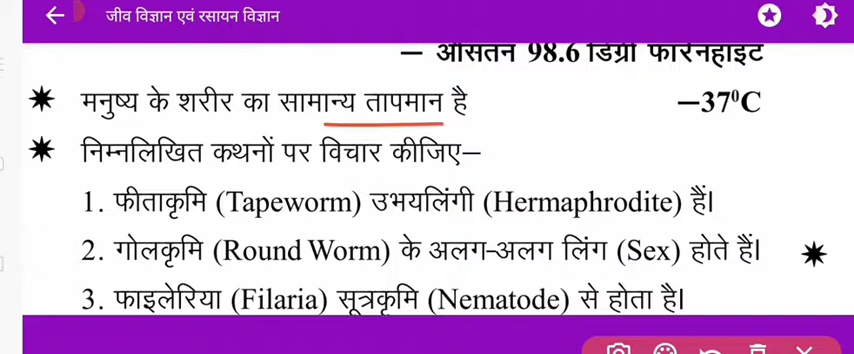 जीव विज्ञान एवं रसायन विज्ञान
— औसतन 98.6 डिग्री फारेनहाइट
✷ मनुष्य के शरीर का सामान्य तापमान है —37⁰C
✷ निम्नलिखित कथनों पर विचार कीजिए—
1. फीताकृमि (Tapeworm) उभयलिंगी (Hermaphrodite) हैं।
2. गोलकृमि (Round Worm) के अलग-अलग लिंग (Sex) होते हैं। ✷
3. फाइलेरिया (Filaria) सूत्रकृमि (Nematode) से होता है।